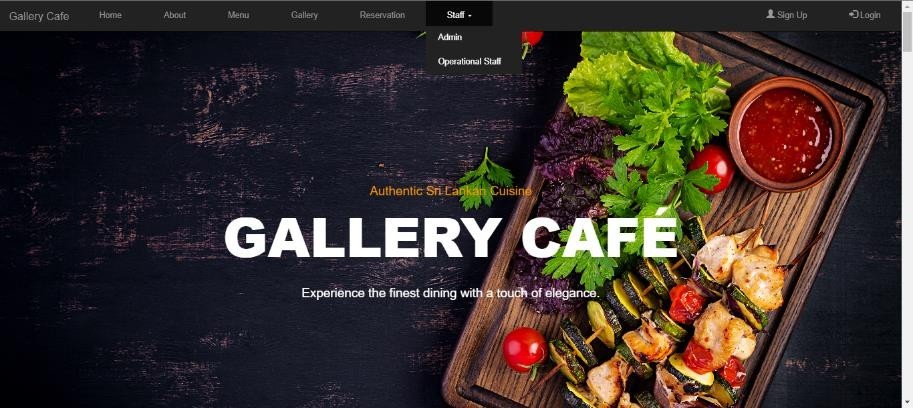 Gallery Cafe Home About Menu Gallery Reservation Staff Sign Up Login
Admin
Operational Staff
Authentic Sri Lankan Cuisine
GALLERY CAFÉ
Experience the finest dining with a touch of elegance.